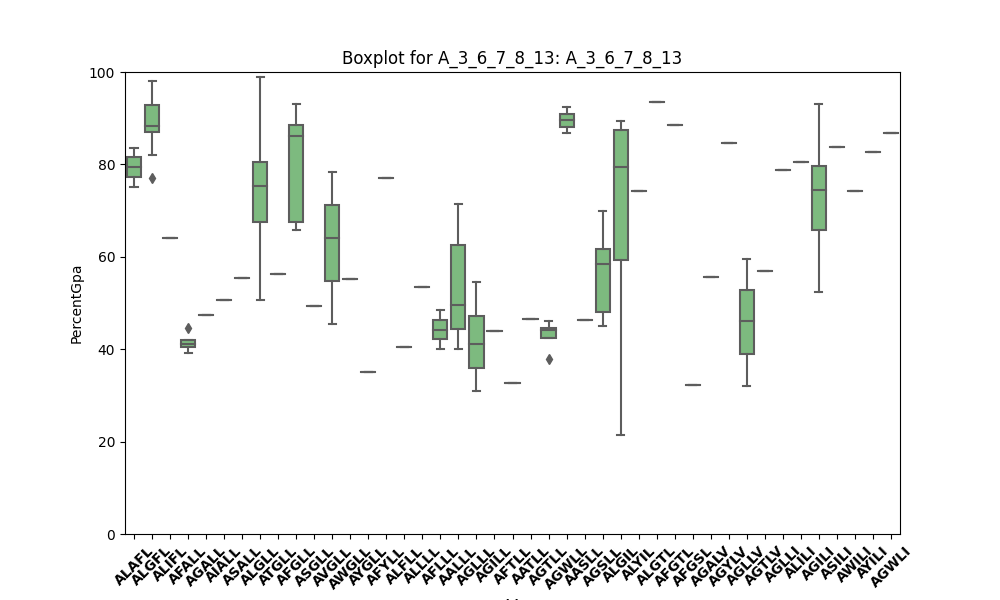 Boxplot for A_3_6_7_8_13: A_3_6_7_8_13
PercentGpa
100
80
60
40
20
0
ALAFL
ALGFL
ALIFL
AFALL
AGALL
AIALL
ASALL
ALGLL
ATGLL
AFGLL
ASGLL
AVGLL
AWGLL
AYGLL
AFYLL
ALFLL
ALLLL
AFLLL
AALLL
AGLLL
AGILL
AFTLL
AATLL
AGTLL
AGWLL
AASLL
AGSLL
ALGIL
ALYIL
ALGTL
AFGTL
AFGSL
AGALV
AGYLV
AGLLV
AGTLV
AGLLI
ALILI
AGILI
ASILI
AWILI
AYILI
AGWLI